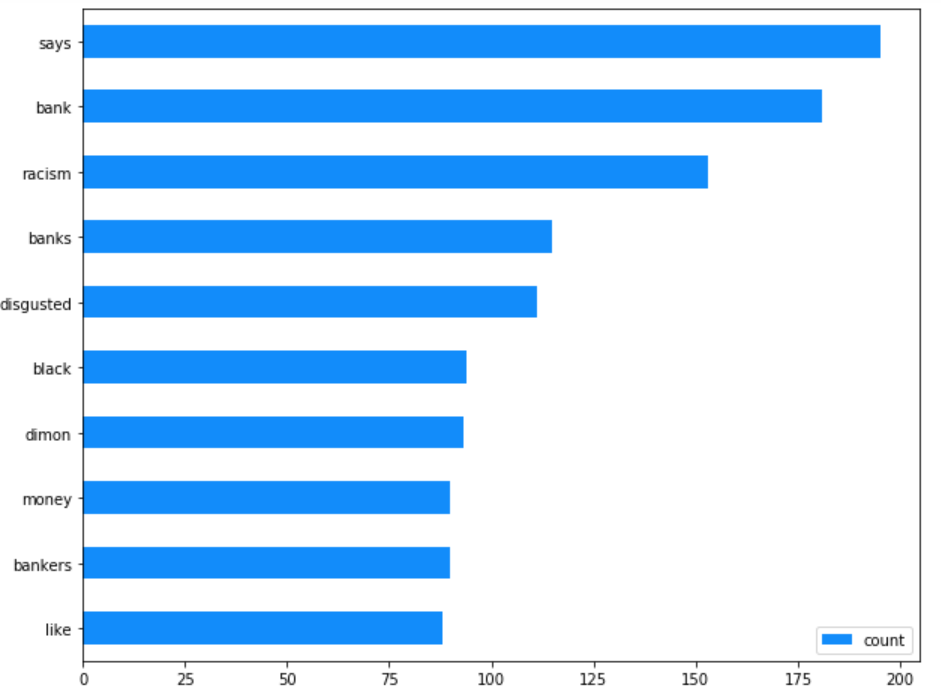 says
bank
racism
banks
disgusted
black
dimon
money
bankers
like
count
0 25 50 75 100 125 150 175 200